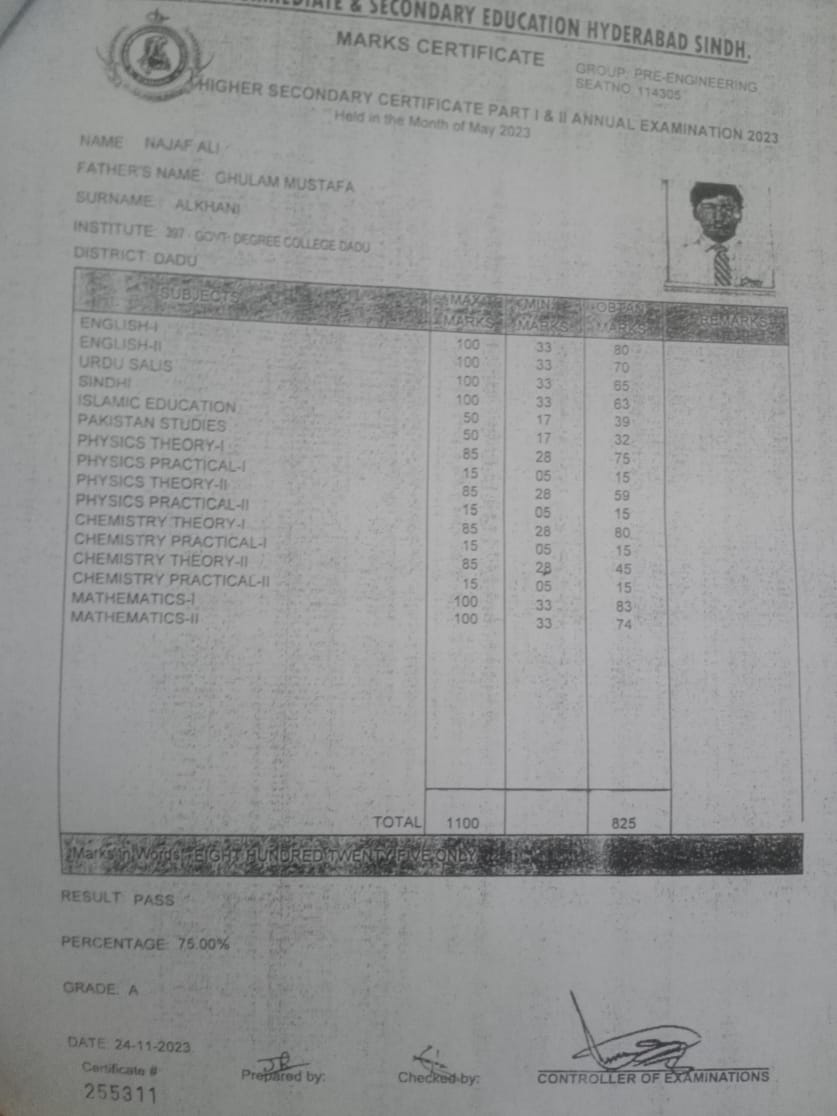 & SECONDARY EDUCATION HYDERABAD SINDH.
MARKS CERTIFICATE
GROUP: PRE-ENGINEERING
SEATNO: 114305
HIGHER SECONDARY CERTIFICATE PART I & II ANNUAL EXAMINATION 2023
Held in the Month of May 2023
NAME NAJAF ALI
FATHER'S NAME: GHULAM MUSTAFA
SURNAME: ALKHANI
INSTITUTE: 397 - GOVT: DEGREE COLLEGE DADU
DISTRICT: DADU
SUBJECTS MAX: MARKS MIN: MARKS OBTAN: MARKS REMARKS
ENGLISH-I 100 33 80
ENGLISH-II 100 33 70
URDU SALIS 100 33 65
SINDHI 100 33 63
ISLAMIC EDUCATION 50 17 39
PAKISTAN STUDIES 50 17 32
PHYSICS THEORY-I 85 28 75
PHYSICS PRACTICAL-I 15 05 15
PHYSICS THEORY-II 85 28 59
PHYSICS PRACTICAL-II 15 05 15
CHEMISTRY THEORY-I 85 28 80
CHEMISTRY PRACTICAL-I 15 05 15
CHEMISTRY THEORY-II 85 28 45
CHEMISTRY PRACTICAL-II 15 05 15
MATHEMATICS-I 100 33 83
MATHEMATICS-II 100 33 74
TOTAL 1100 825
Marks in Words: EIGHT HUNDRED TWENTY FIVE ONLY
RESULT: PASS
PERCENTAGE: 75.00%
GRADE: A
DATE: 24-11-2023
Certificate #
255311
Prepared by:
Checked by:
CONTROLLER OF EXAMINATIONS